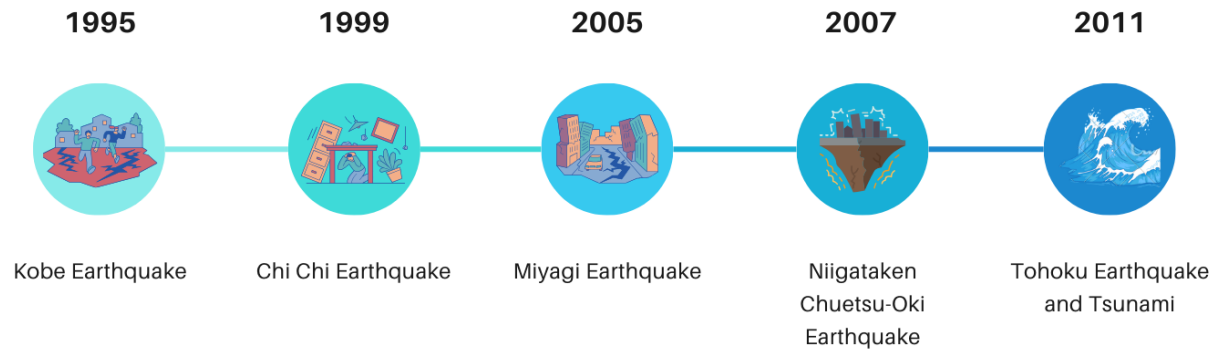 1995
1999
2005
2007
2011
Kobe Earthquake
Chi Chi Earthquake
Miyagi Earthquake
Niigataken
Chuetsu-Oki
Earthquake
Tohoku Earthquake
and Tsunami